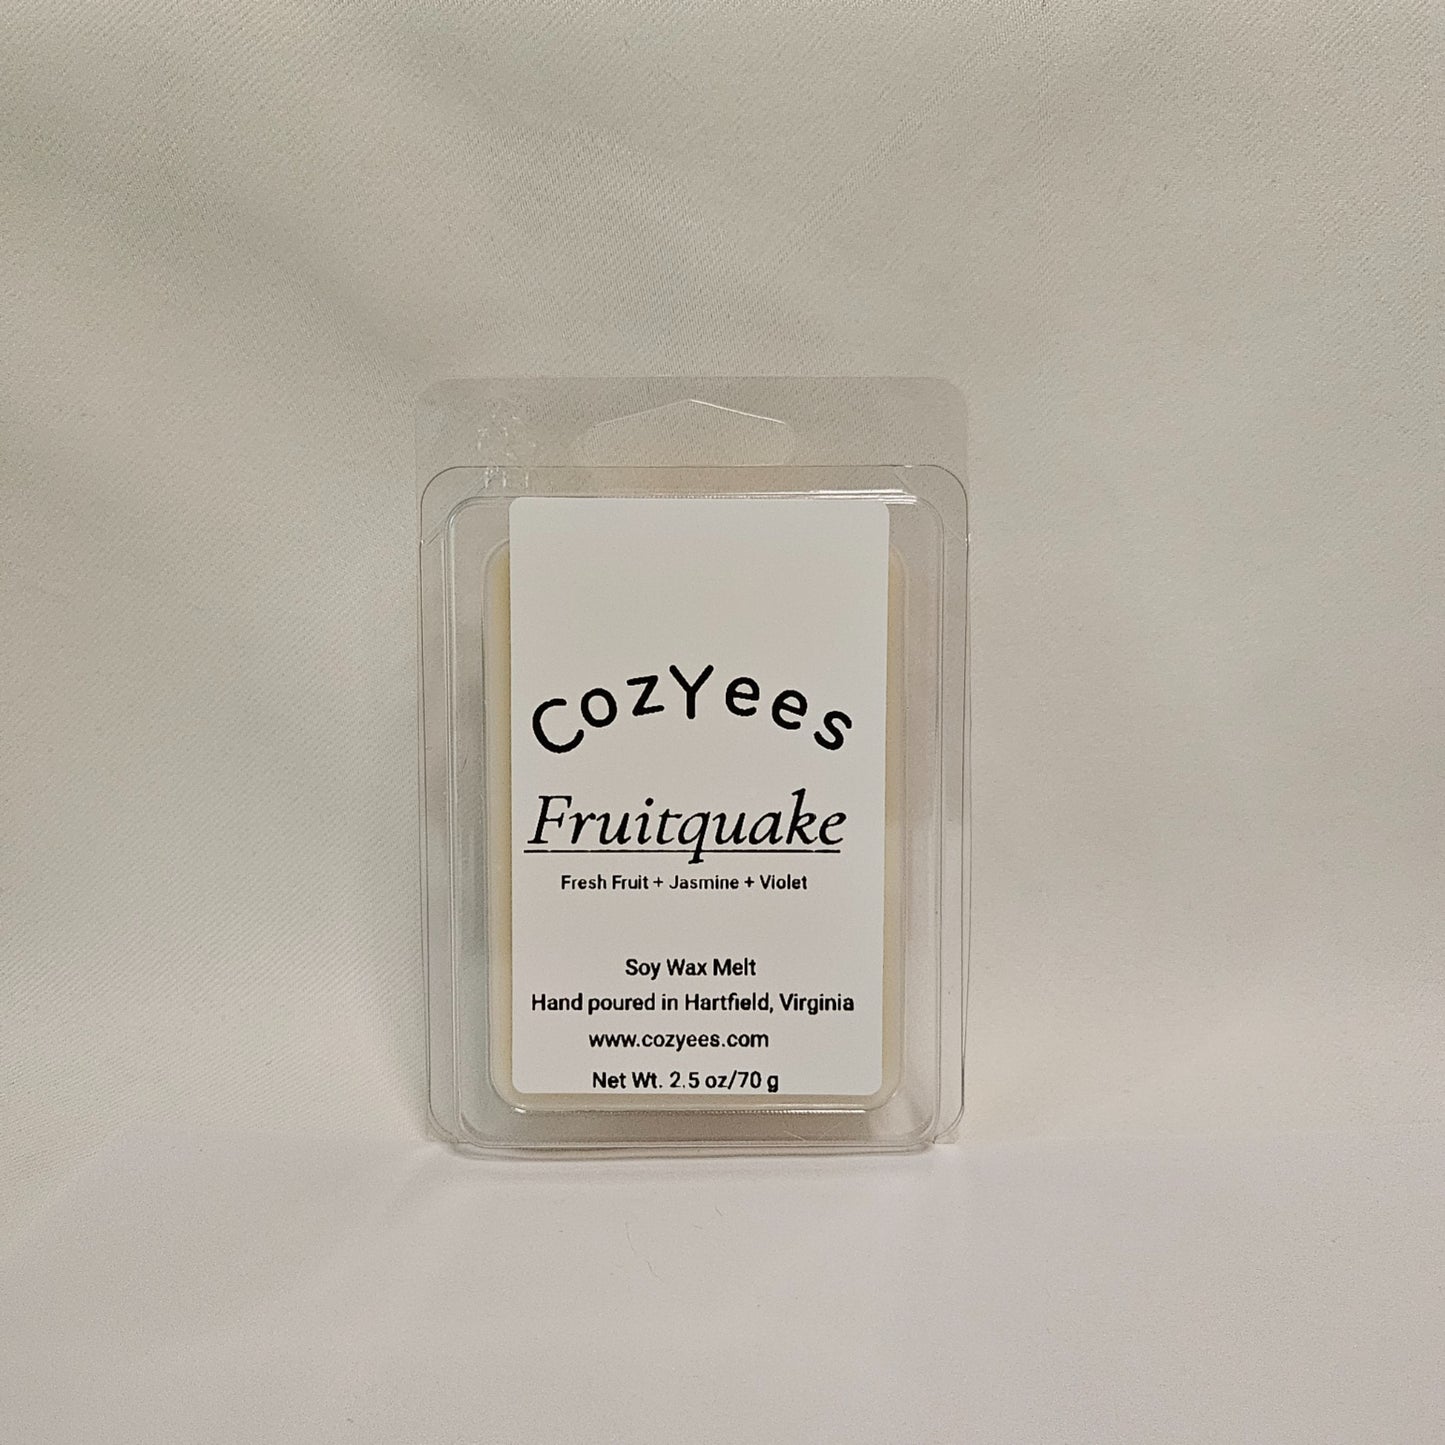 CozYees
Fruitquake
Fresh Fruit + Jasmine + Violet
Soy Wax Melt
Hand poured in Hartfield, Virginia
www.cozyees.com
Net Wt. 2.5 oz/70 g